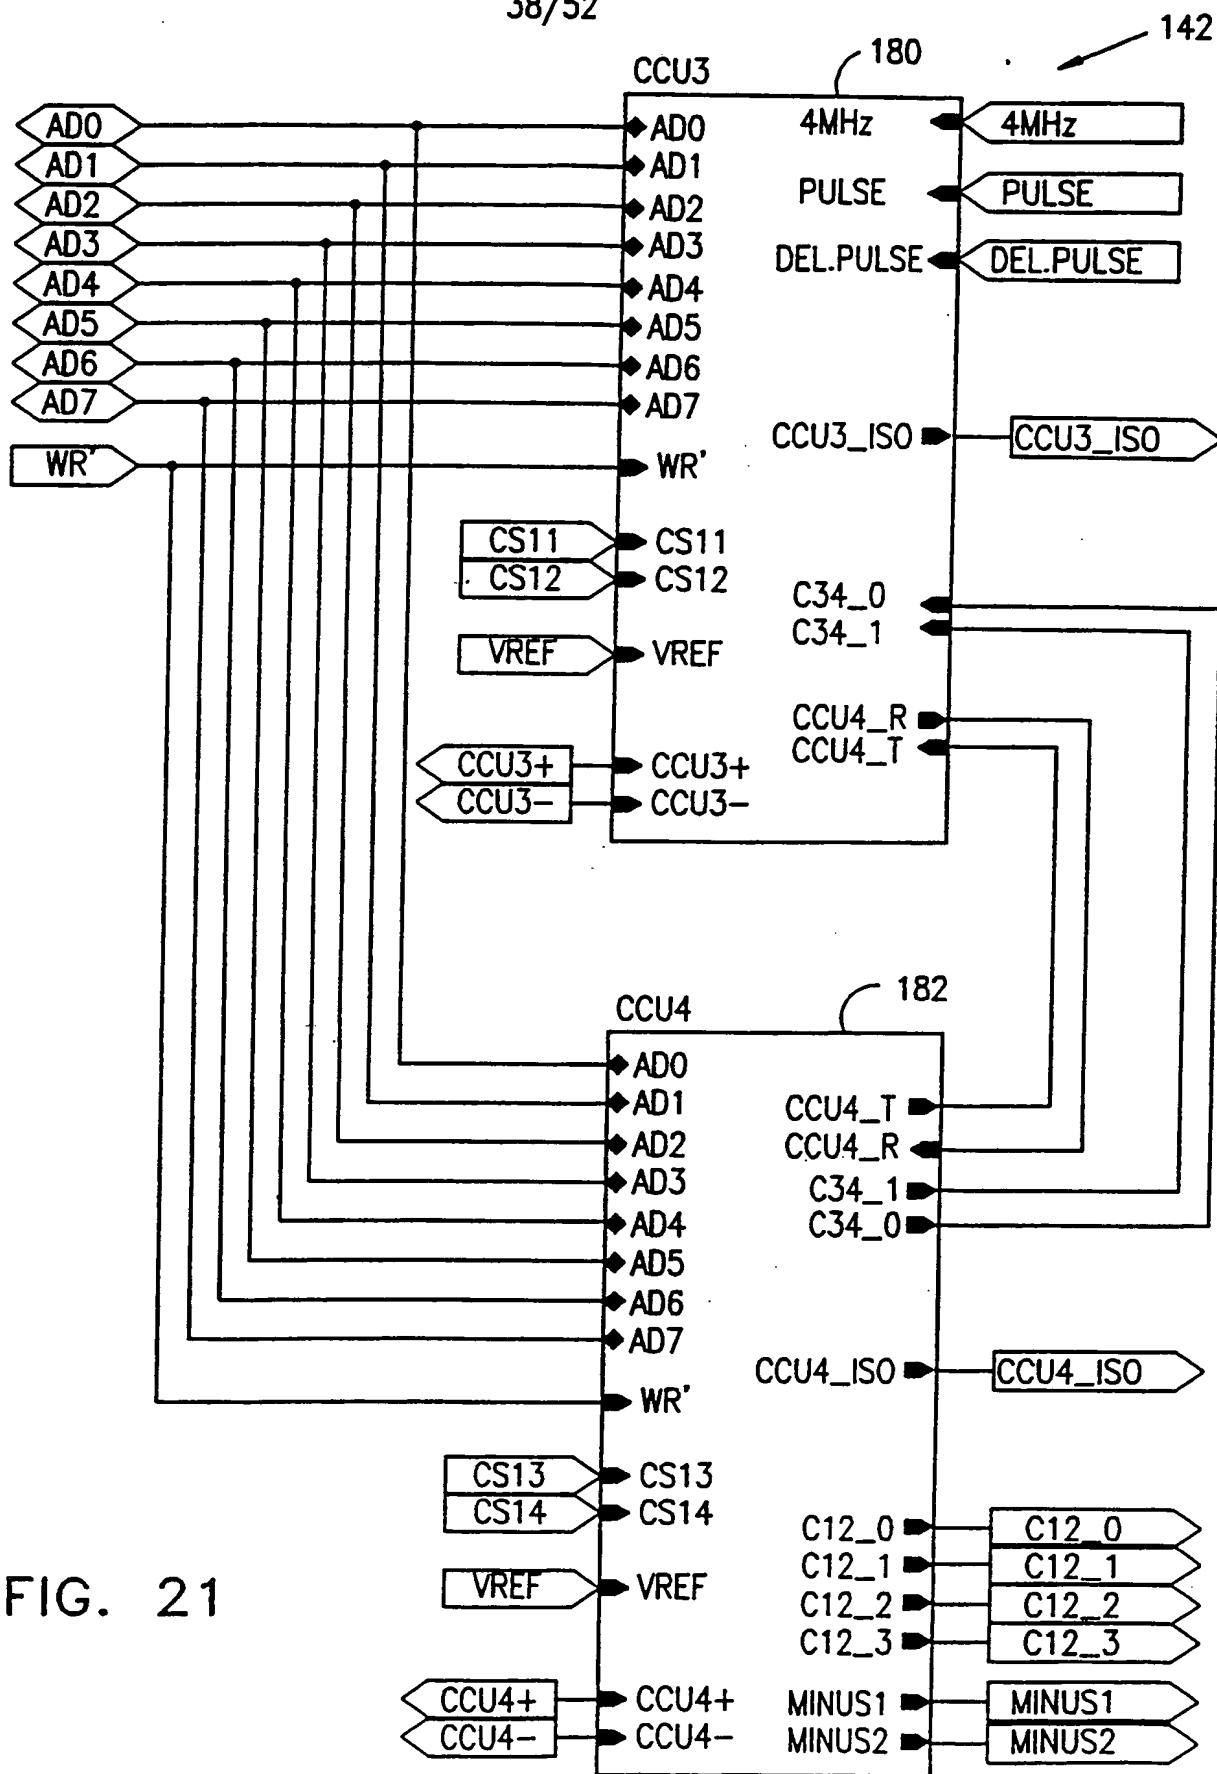 38/52
142
CCU3
180
AD0 AD0 4MHz 4MHz
AD1 AD1
AD2 AD2 PULSE PULSE
AD3 AD3 DEL.PULSE DEL.PULSE
AD4 AD4
AD5 AD5
AD6 AD6
AD7 AD7
CCU3_ISO CCU3_ISO
WR' WR'
CS11 CS11
CS12 CS12
C34_0
C34_1
VREF VREF
CCU4_R
CCU4_T
CCU3+ CCU3+
CCU3- CCU3-
CCU4
182
AD0
AD1 CCU4_T
AD2 CCU4_R
AD3 C34_1
AD4 C34_0
AD5
AD6
AD7
CCU4_ISO CCU4_ISO
WR'
CS13 CS13
CS14 CS14
C12_0 C12_0
C12_1 C12_1
VREF VREF
C12_2 C12_2
C12_3 C12_3
CCU4+ CCU4+ MINUS1 MINUS1
CCU4- CCU4- MINUS2 MINUS2
FIG. 21